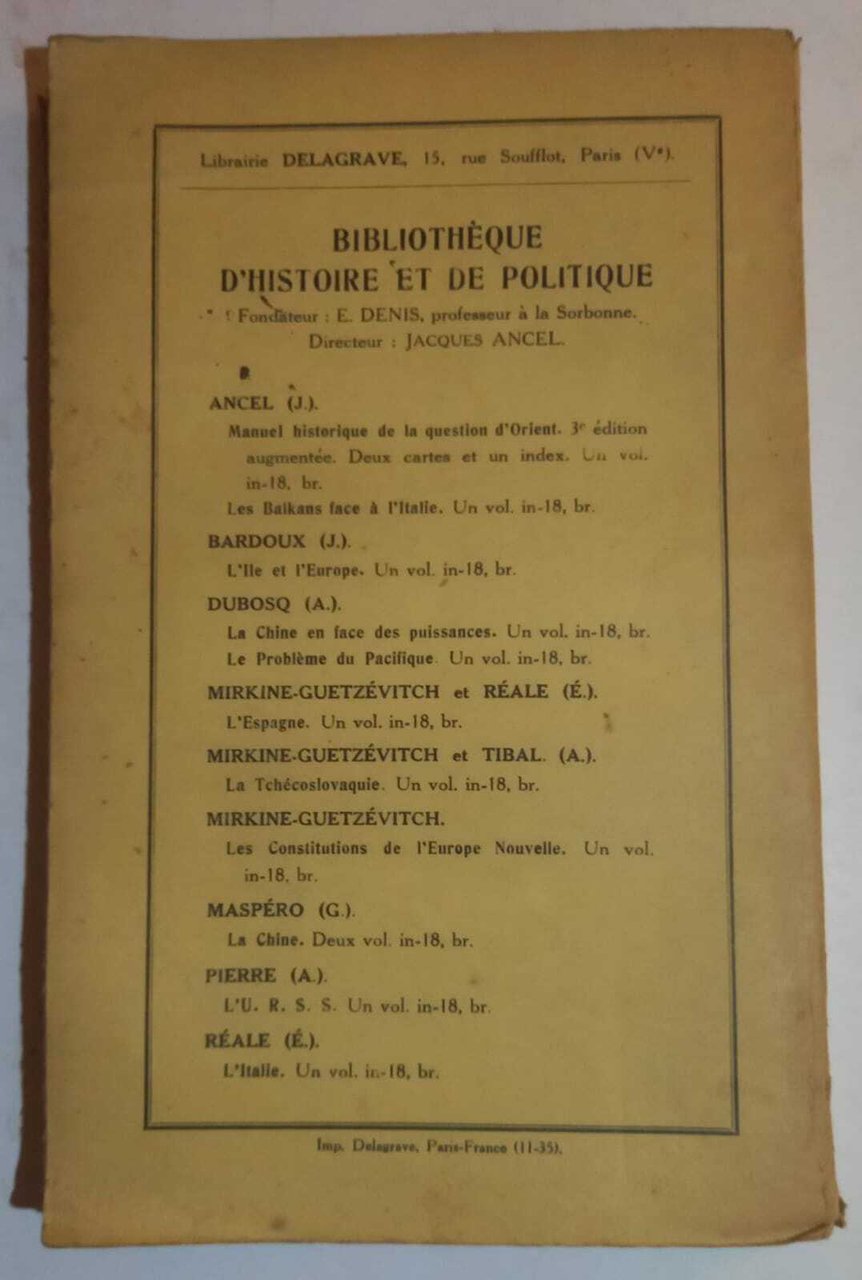 Librairie DELAGRAVE, 15, rue Soufflot, Paris (Vᵉ).
BIBLIOTHÈQUE
D'HISTOIRE ET DE POLITIQUE
Fondateur : E. DENIS, professeur à la Sorbonne.
Directeur : JACQUES ANCEL.
ANCEL (J.).
Manuel historique de la question d'Orient. 3ᵉ édition
augmentée. Deux cartes et un index. Un vol.
in-18, br.
Les Balkans face à l'Italie. Un vol. in-18, br.
BARDOUX (J.).
L'Ile et l'Europe. Un vol. in-18, br.
DUBOSQ (A.).
La Chine en face des puissances. Un vol. in-18, br.
Le Problème du Pacifique. Un vol. in-18, br.
MIRKINE-GUETZÉVITCH et RÉALE (É.).
L'Espagne. Un vol. in-18, br.
MIRKINE-GUETZÉVITCH et TIBAL. (A.).
La Tchécoslovaquie. Un vol. in-18, br.
MIRKINE-GUETZÉVITCH.
Les Constitutions de l'Europe Nouvelle. Un vol.
in-18, br.
MASPÉRO (G.).
La Chine. Deux vol. in-18, br.
PIERRE (A.).
L'U. R. S. S. Un vol. in-18, br.
RÉALE (É.).
L'Italie. Un vol. in-18, br.
Imp. Delagrave, Paris-France (11-35).